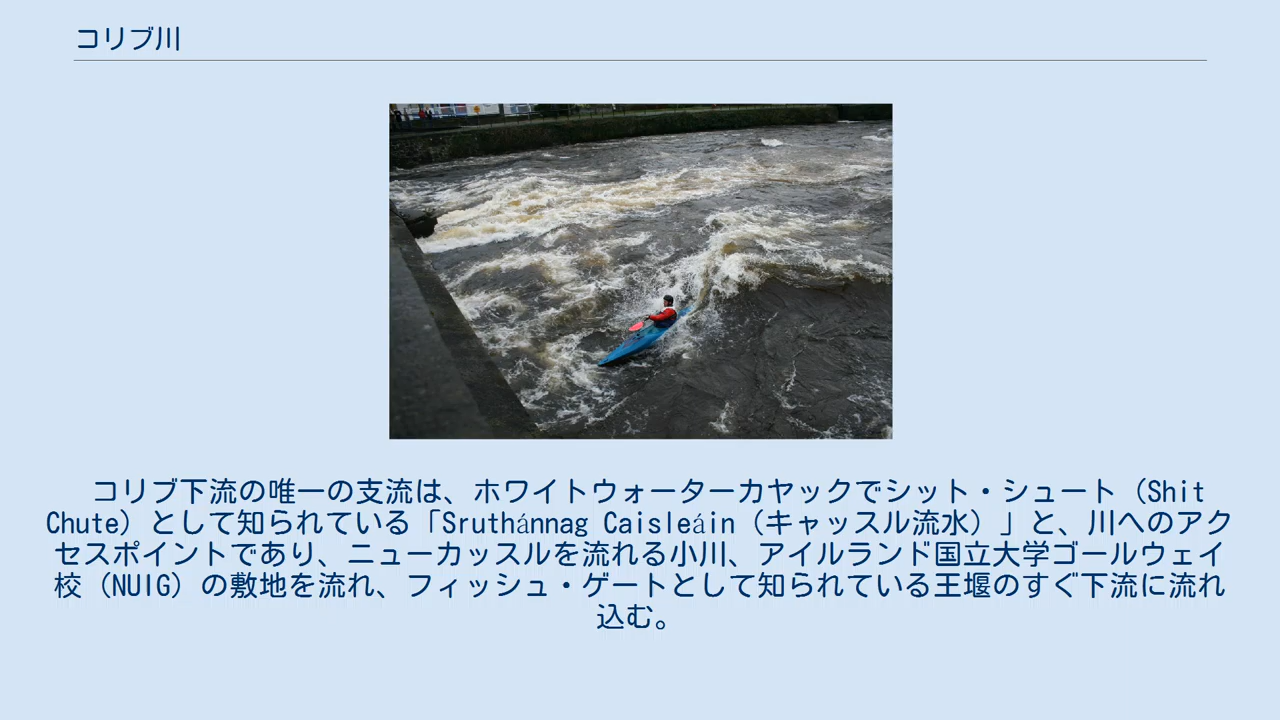 コリブ川
コリブ下流の唯一の支流は、ホワイトウォーターカヤックでシット・シュート（Shit
Chute）として知られている「Sruthánnag Caisleáin（キャッスル流水）」と、川へのアク
セスポイントであり、ニューカッスルを流れる小川、アイルランド国立大学ゴールウェイ
校（NUIG）の敷地を流れ、フィッシュ・ゲートとして知られている王堰のすぐ下流に流れ
込む。